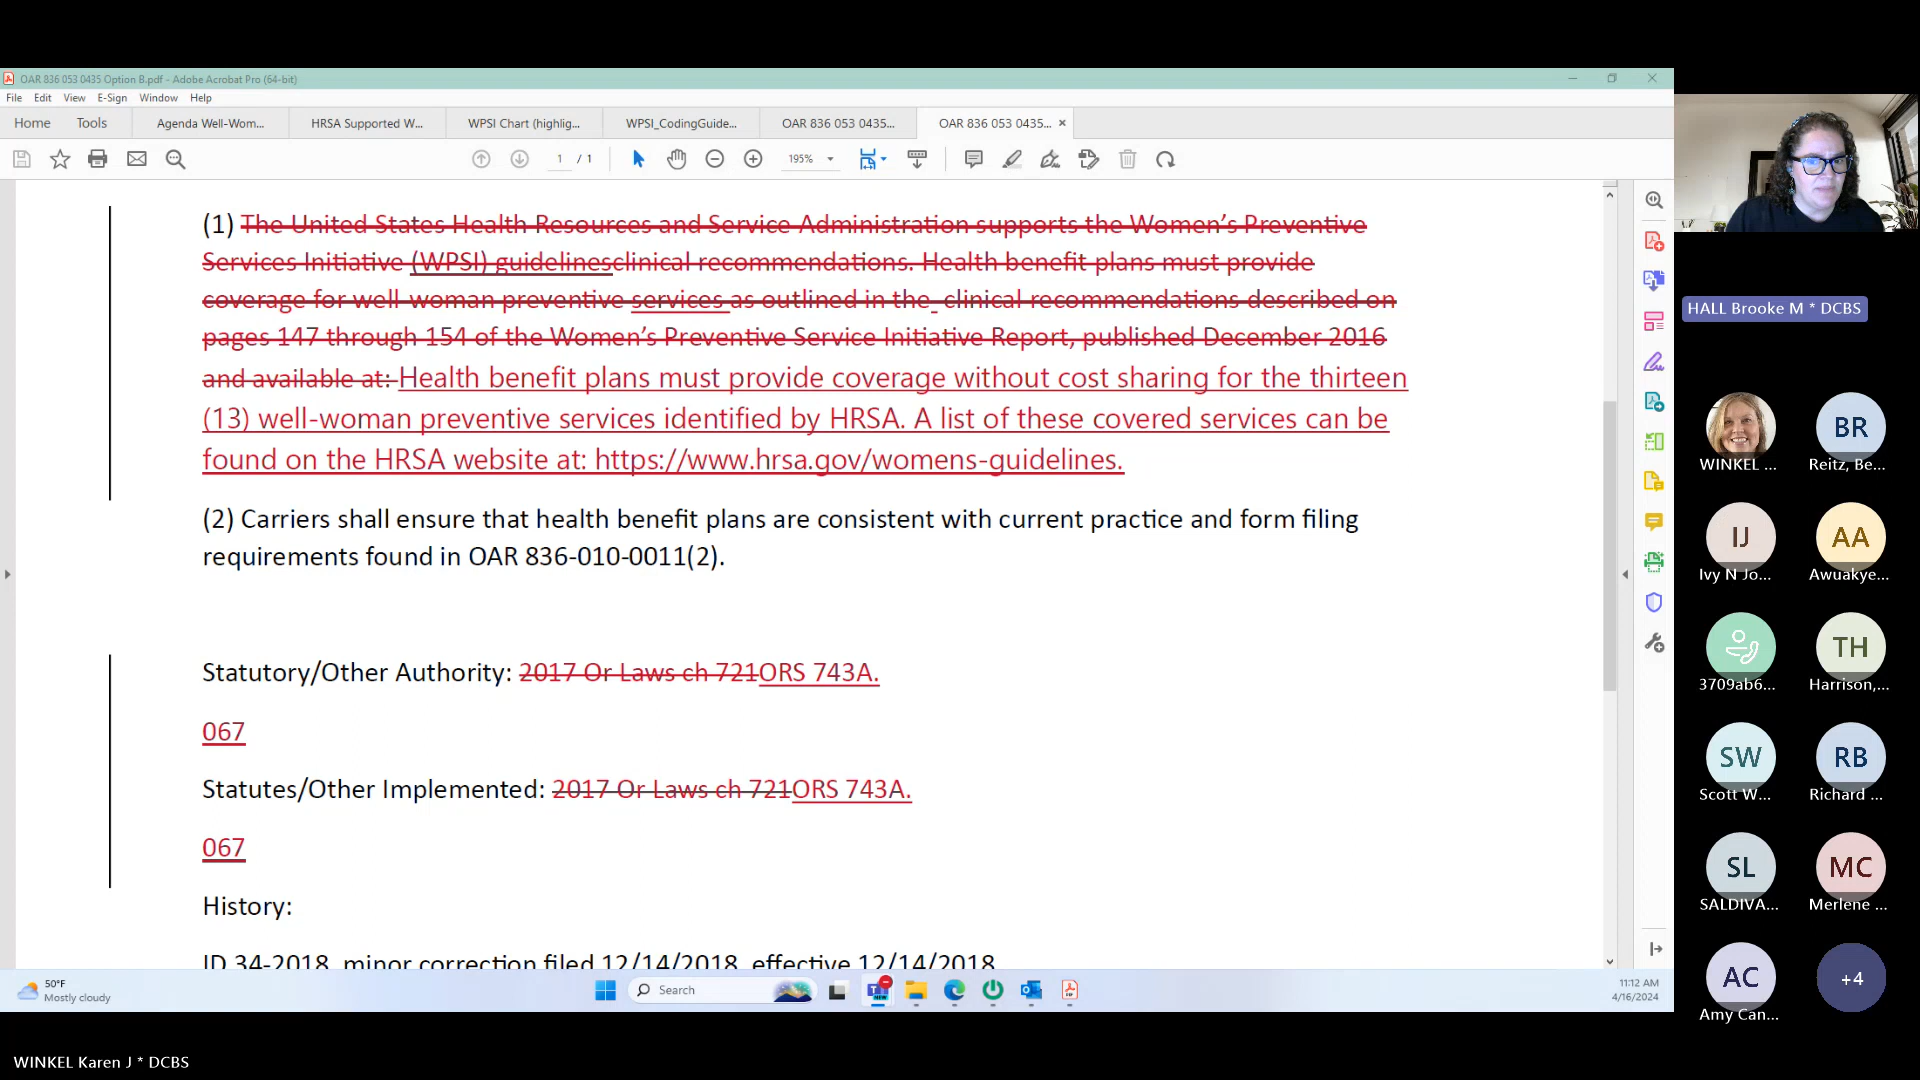 OAR 836 053 0435 Option B.pdf - Adobe Acrobat Pro (64-bit)
File Edit View E-Sign Window Help
Home Tools Agenda Well-Wom... HRSA Supported W... WPSI Chart (highlig... WPSI_CodingGuide... OAR 836 053 0435... OAR 836 053 0435...
1 / 1 195%
(1) The United States Health Resources and Service Administration supports the Women's Preventive
Services Initiative (WPSI) guidelinesclinical recommendations. Health benefit plans must provide
coverage for well-woman preventive services as outlined in the clinical recommendations described on
pages 147 through 154 of the Women's Preventive Service Initiative Report, published December 2016
and available at: Health benefit plans must provide coverage without cost sharing for the thirteen
(13) well-woman preventive services identified by HRSA. A list of these covered services can be
found on the HRSA website at: https://www.hrsa.gov/womens-guidelines.
(2) Carriers shall ensure that health benefit plans are consistent with current practice and form filing
requirements found in OAR 836-010-0011(2).
Statutory/Other Authority: 2017 Or Laws ch 721ORS 743A.
067
Statutes/Other Implemented: 2017 Or Laws ch 721ORS 743A.
067
History:
ID 34-2018, minor correction filed 12/14/2018, effective 12/14/2018
50°F
Mostly cloudy
Search
NEW
11:12 AM
4/16/2024
WINKEL Karen J * DCBS
HALL Brooke M * DCBS
WINKEL ...
BR
Reitz, Be...
IJ
Ivy N Jo...
AA
Awuakye...
3709ab6...
TH
Harrison,...
SW
Scott W...
RB
Richard ...
SL
SALDIVA...
MC
Merlene ...
AC
Amy Can...
+4